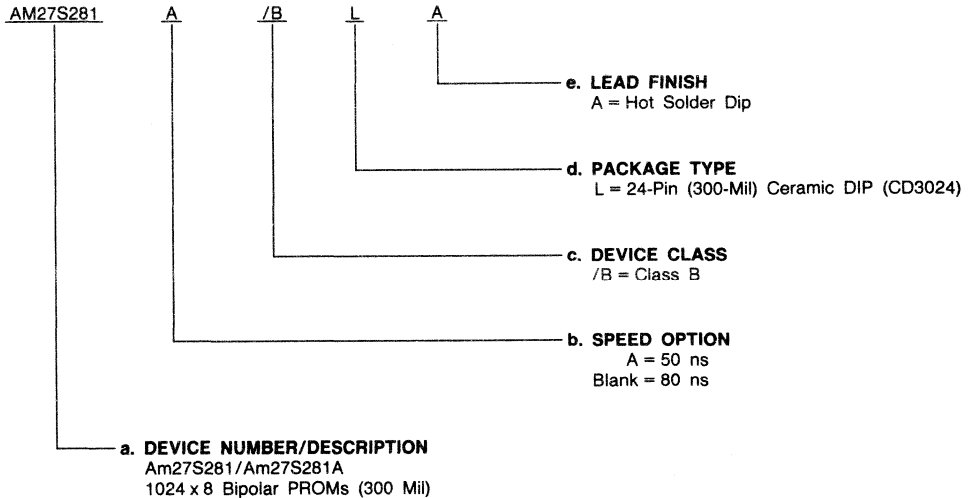 AM27S281 A /B L A
e. LEAD FINISH
A = Hot Solder Dip
d. PACKAGE TYPE
L = 24-Pin (300-Mil) Ceramic DIP (CD3024)
c. DEVICE CLASS
/B = Class B
b. SPEED OPTION
A = 50 ns
Blank = 80 ns
a. DEVICE NUMBER/DESCRIPTION
Am27S281/Am27S281A
1024 x 8 Bipolar PROMs (300 Mil)